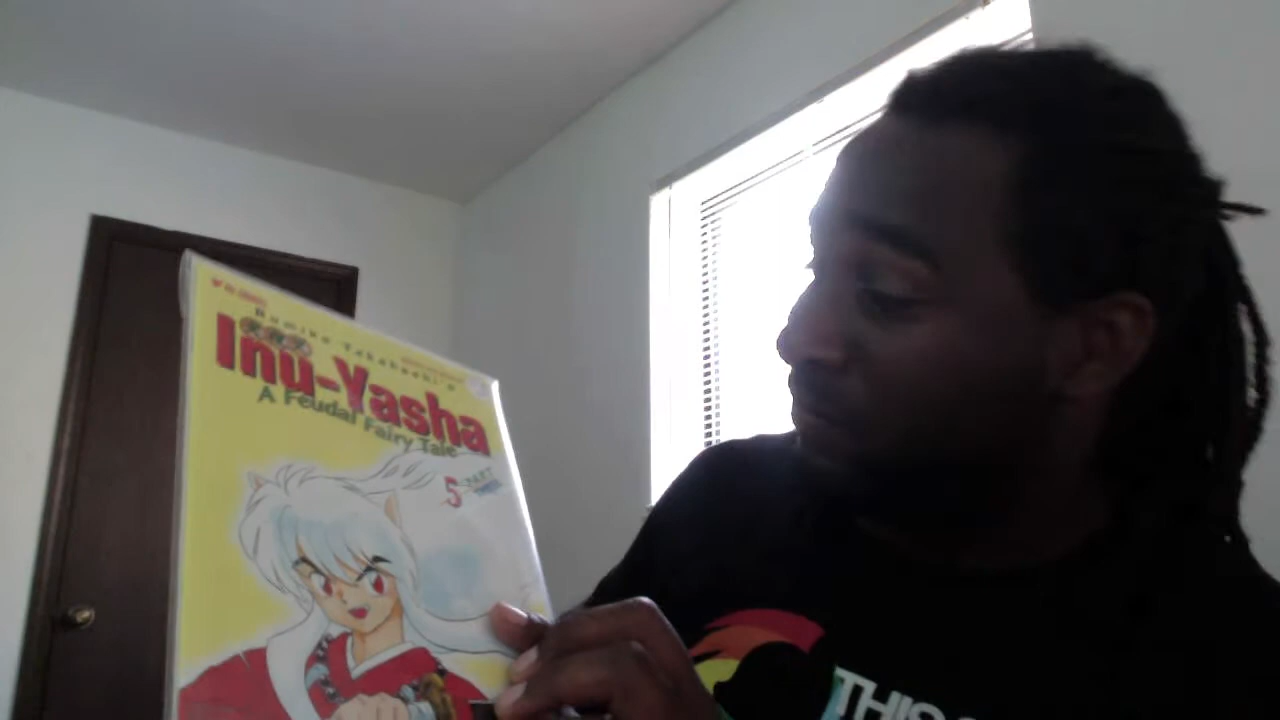 Rumiko Takahashi's
Inu-Yasha
A Feudal Fairy Tale
5 PART
THREE
THIS